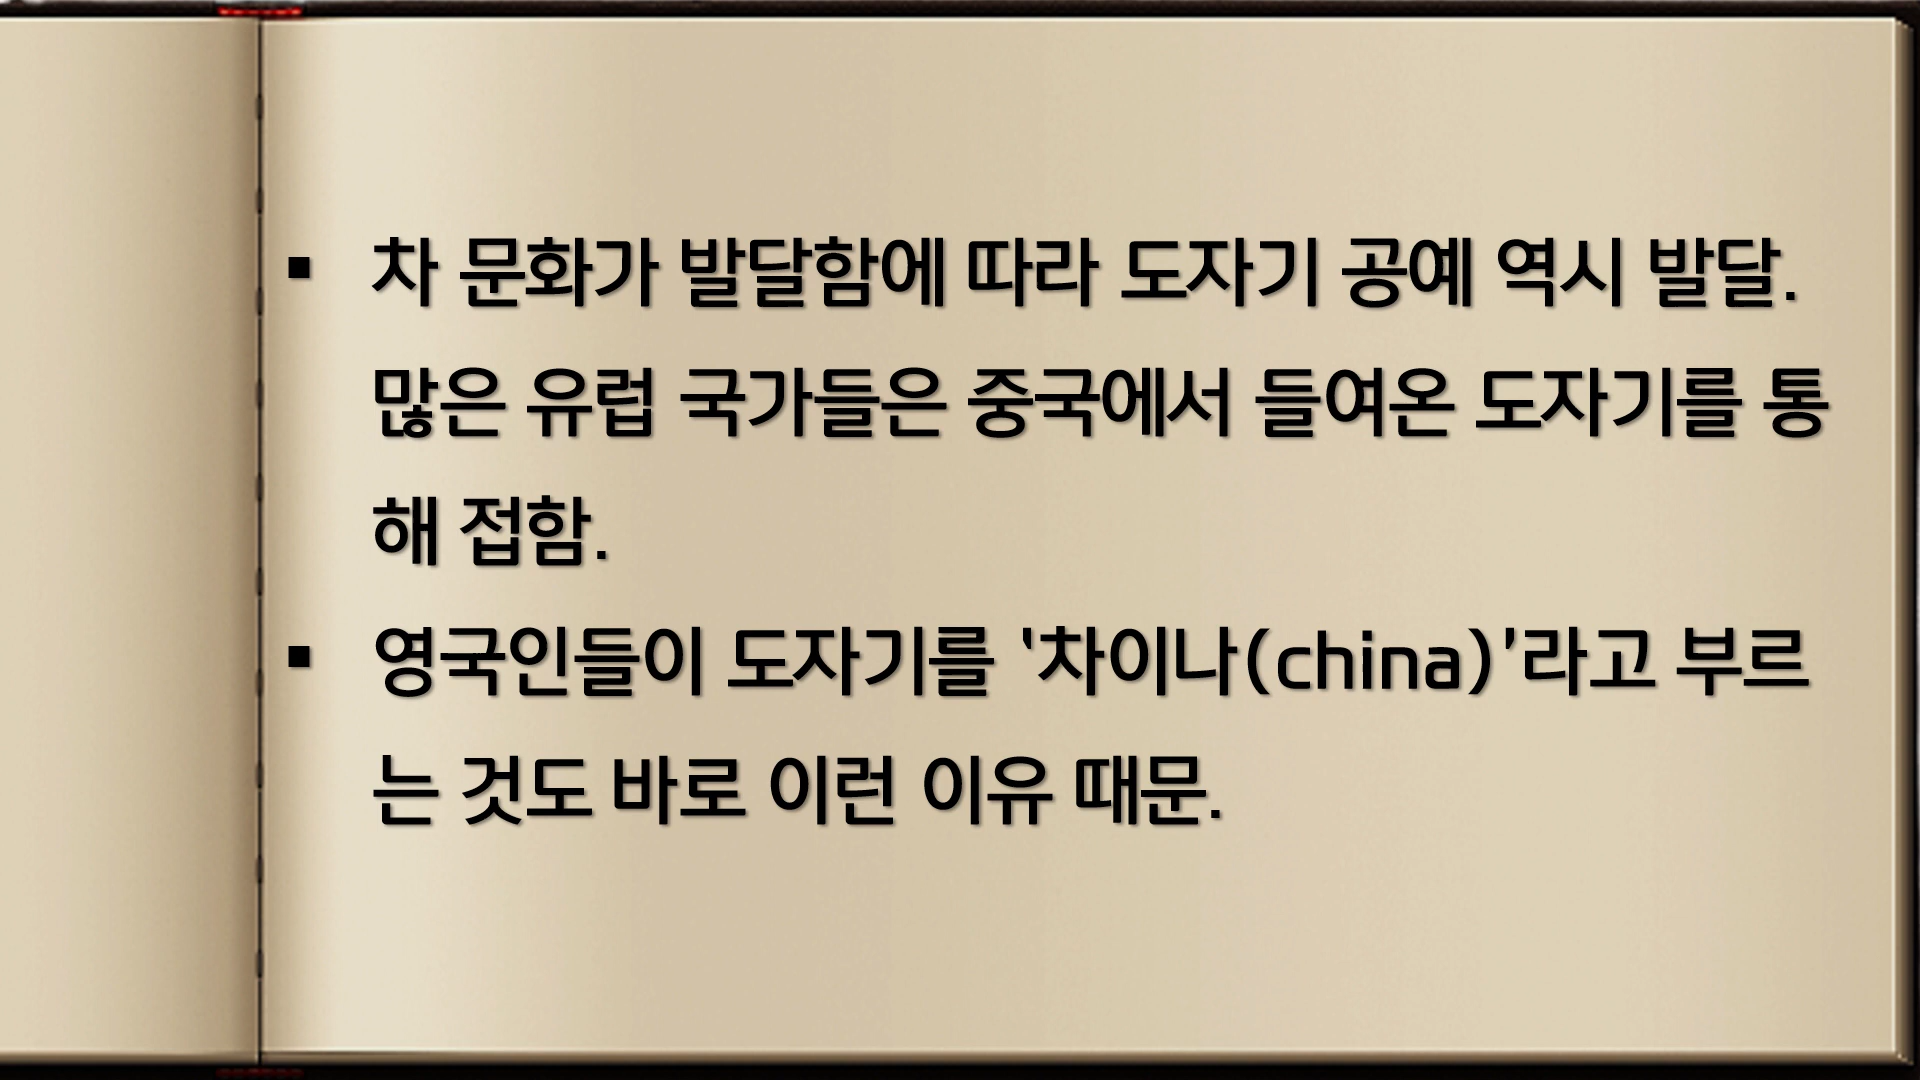 ▪ 차 문화가 발달함에 따라 도자기 공예 역시 발달.
많은 유럽 국가들은 중국에서 들여온 도자기를 통
해 접함.
▪ 영국인들이 도자기를 ‘차이나(china)’라고 부르
는 것도 바로 이런 이유 때문.